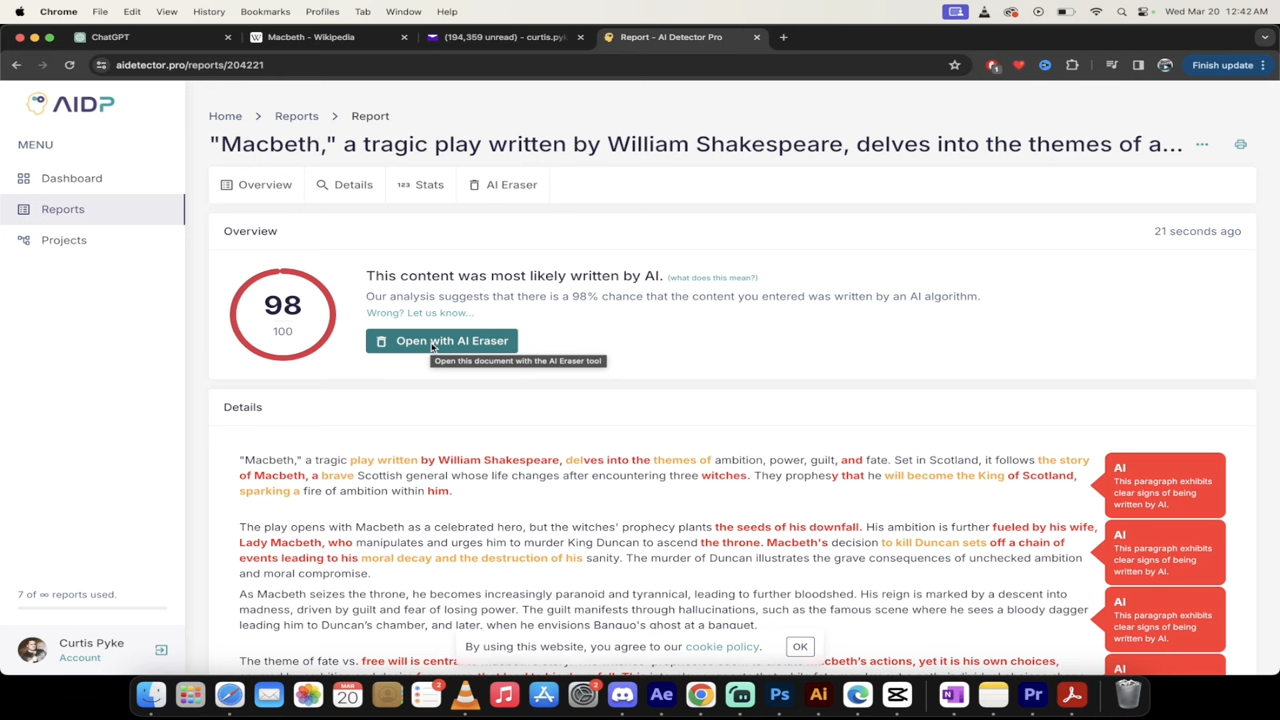 Chrome File Edit View History Bookmarks Profiles Tab Window Help Wed Mar 20 12:42 AM
ChatGPT Macbeth - Wikipedia (194,359 unread) - curtis.pyk Report - AI Detector Pro
aidetector.pro/reports/204221 Finish update
AIDP
MENU
Dashboard
Reports
Projects
7 of ∞ reports used.
Curtis Pyke
Account
Home > Reports > Report
"Macbeth," a tragic play written by William Shakespeare, delves into the themes of a...
Overview Details 123 Stats AI Eraser
Overview 21 seconds ago
98
100
This content was most likely written by AI. (what does this mean?)
Our analysis suggests that there is a 98% chance that the content you entered was written by an AI algorithm.
Wrong? Let us know...
Open with AI Eraser
Open this document with the AI Eraser tool
Details
"Macbeth," a tragic play written by William Shakespeare, delves into the themes of ambition, power, guilt, and fate. Set in Scotland, it follows the story
of Macbeth, a brave Scottish general whose life changes after encountering three witches. They prophesy that he will become the King of Scotland,
sparking a fire of ambition within him.
AI
This paragraph exhibits
clear signs of being
written by AI.
The play opens with Macbeth as a celebrated hero, but the witches' prophecy plants the seeds of his downfall. His ambition is further fueled by his wife,
Lady Macbeth, who manipulates and urges him to murder King Duncan to ascend the throne. Macbeth's decision to kill Duncan sets off a chain of
events leading to his moral decay and the destruction of his sanity. The murder of Duncan illustrates the grave consequences of unchecked ambition
and moral compromise.
AI
This paragraph exhibits
clear signs of being
written by AI.
As Macbeth seizes the throne, he becomes increasingly paranoid and tyrannical, leading to further bloodshed. His reign is marked by a descent into
madness, driven by guilt and fear of losing power. The guilt manifests through hallucinations, such as the famous scene where he sees a bloody dagger
leading him to Duncan's chamber, and later, when he envisions Banquo's ghost at a banquet.
AI
This paragraph exhibits
clear signs of being
written by AI.
By using this website, you agree to our cookie policy. OK
The theme of fate vs. free will is central Macbeth's actions, yet it is his own choices,
AI